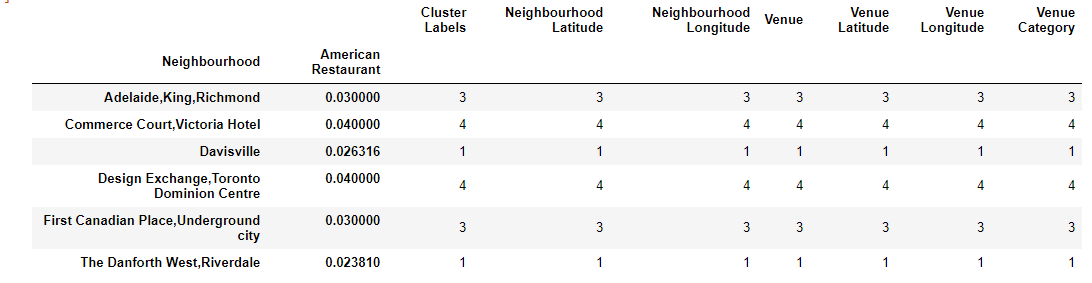 Cluster Labels Neighbourhood Latitude Neighbourhood Longitude Venue Venue Latitude Venue Longitude Venue Category
Neighbourhood American Restaurant
Adelaide,King,Richmond 0.030000 3 3 3 3 3 3 3
Commerce Court,Victoria Hotel 0.040000 4 4 4 4 4 4 4
Davisville 0.026316 1 1 1 1 1 1 1
Design Exchange,Toronto Dominion Centre 0.040000 4 4 4 4 4 4 4
First Canadian Place,Underground city 0.030000 3 3 3 3 3 3 3
The Danforth West,Riverdale 0.023810 1 1 1 1 1 1 1